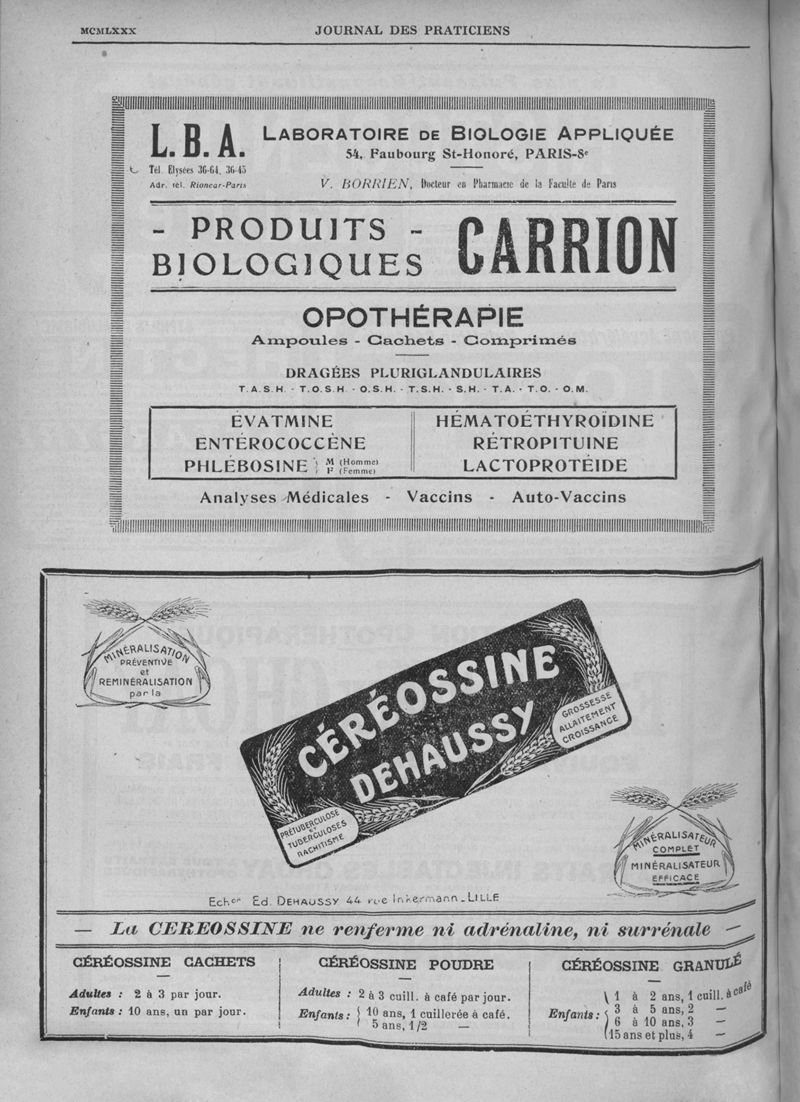 MCMLXXX
JOURNAL DES PRATICIENS
L. B. A.
Tél. Elysées 36-64, 36-45
Adr. tél. Rioncar-Paris
LABORATOIRE DE BIOLOGIE APPLIQUÉE
54, Faubourg St-Honoré, PARIS-8e
V. BORRIEN, Docteur en Pharmacie de la Faculté de Paris
- PRODUITS -
BIOLOGIQUES
CARRION
OPOTHÉRAPIE
Ampoules - Cachets - Comprimés
DRAGÉES PLURIGLANDULAIRES
T.A.S.H. - T.O.S.H. - O.S.H. - T.S.H. - S.H. - T.A. - T.O. - O.M.
ÉVATMINE
ENTÉROCOCCÈNE
PHLÉBOSINE { M (Homme)
F (Femme)
HÉMATOÉTHYROÏDINE
RÉTROPITUINE
LACTOPROTÉIDE
Analyses Médicales - Vaccins - Auto-Vaccins
MINÉRALISATION
PRÉVENTIVE
et
REMINÉRALISATION
par la
CÉRÉOSSINE
DEHAUSSY
GROSSESSE
ALLAITEMENT
CROISSANCE
PRÉTUBERCULOSE
ET
TUBERCULOSES
RACHITISME
MINÉRALISATEUR
COMPLET
MINÉRALISATEUR
EFFICACE
Echon Ed. DEHAUSSY 44 rue Inkermann_LILLE
— La CEREOSSINE ne renferme ni adrénaline, ni surrénale —
CÉRÉOSSINE CACHETS
Adultes : 2 à 3 par jour.
Enfants : 10 ans, un par jour.
CÉRÉOSSINE POUDRE
Adultes : 2 à 3 cuill. à café par jour.
Enfants : { 10 ans, 1 cuillerée à café.
5 ans, 1/2 —
CÉRÉOSSINE GRANULÉ
Enfants : { 1 à 2 ans, 1 cuill. à café
3 à 5 ans, 2 —
6 à 10 ans, 3 —
15 ans et plus, 4 —